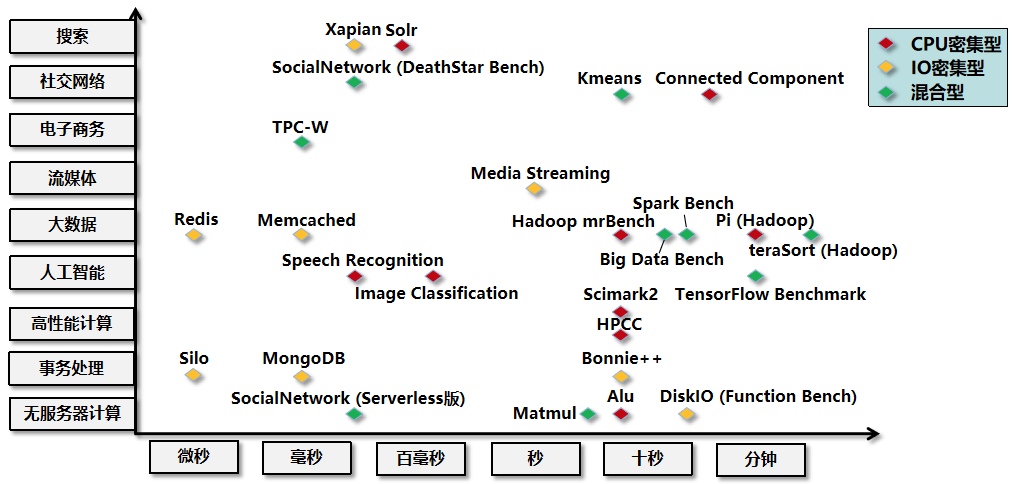 搜索
Xapian
Solr
CPU密集型
IO密集型
混合型
社交网络
SocialNetwork (DeathStar Bench)
Kmeans
Connected Component
电子商务
TPC-W
流媒体
Media Streaming
大数据
Redis
Memcached
Hadoop mrBench
Spark Bench
Big Data Bench
Pi (Hadoop)
teraSort (Hadoop)
人工智能
Speech Recognition
Image Classification
TensorFlow Benchmark
高性能计算
Scimark2
HPCC
事务处理
Silo
MongoDB
Bonnie++
无服务器计算
SocialNetwork (Serverless版)
Matmul
Alu
DiskIO (Function Bench)
微秒
毫秒
百毫秒
秒
十秒
分钟